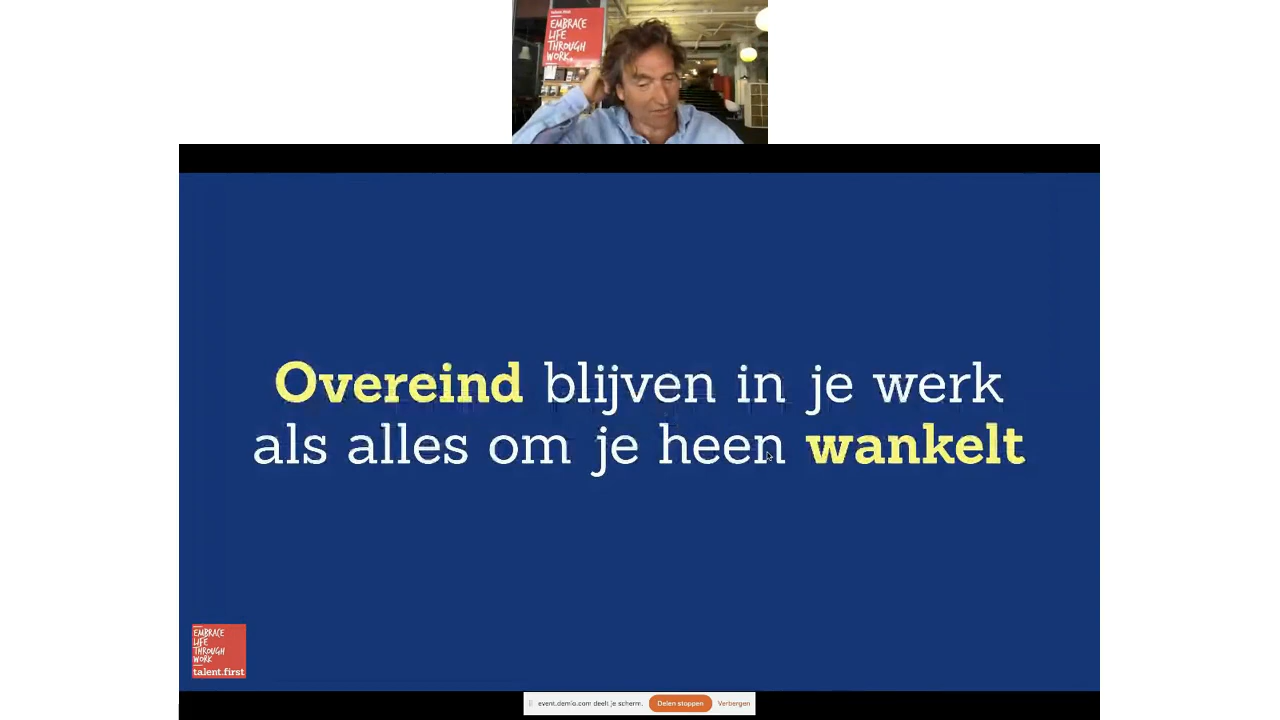 EMBRACE
LIFE
THROUGH
WORK.
Overeind blijven in je werk
als alles om je heen wankelt
EMBRACE
LIFE
THROUGH
WORK
talent.first
event.demio.com deelt je scherm.
Delen stoppen
Verbergen